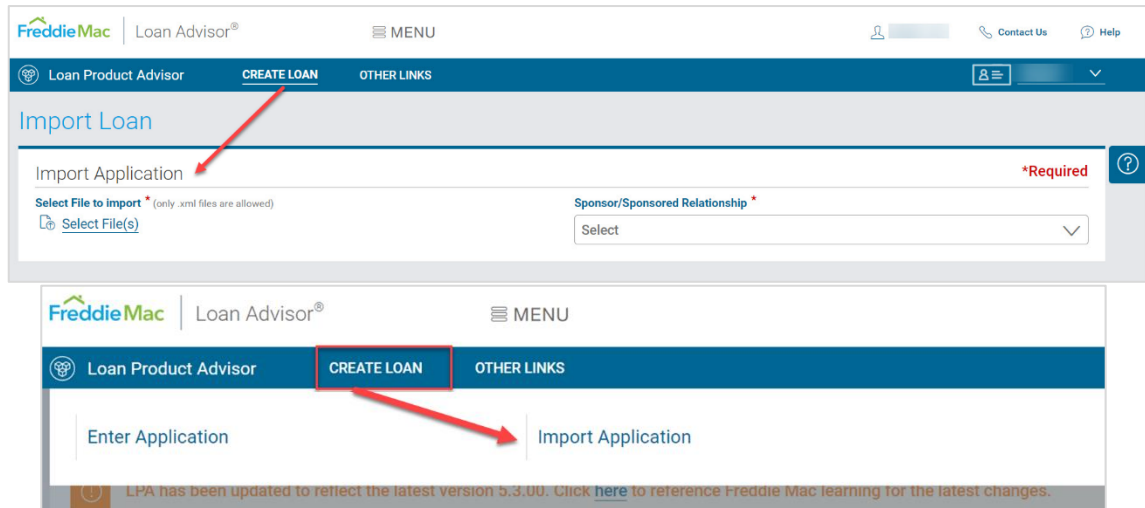 FreddieMac Loan Advisor® MENU Contact Us Help
Loan Product Advisor CREATE LOAN OTHER LINKS
Import Loan
Import Application *Required
Select File to import * (only .xml files are allowed) Sponsor/Sponsored Relationship *
Select File(s) Select
FreddieMac Loan Advisor® MENU
Loan Product Advisor CREATE LOAN OTHER LINKS
Enter Application Import Application
LPA has been updated to reflect the latest version 5.3.00. Click here to reference Freddie Mac learning for the latest changes.